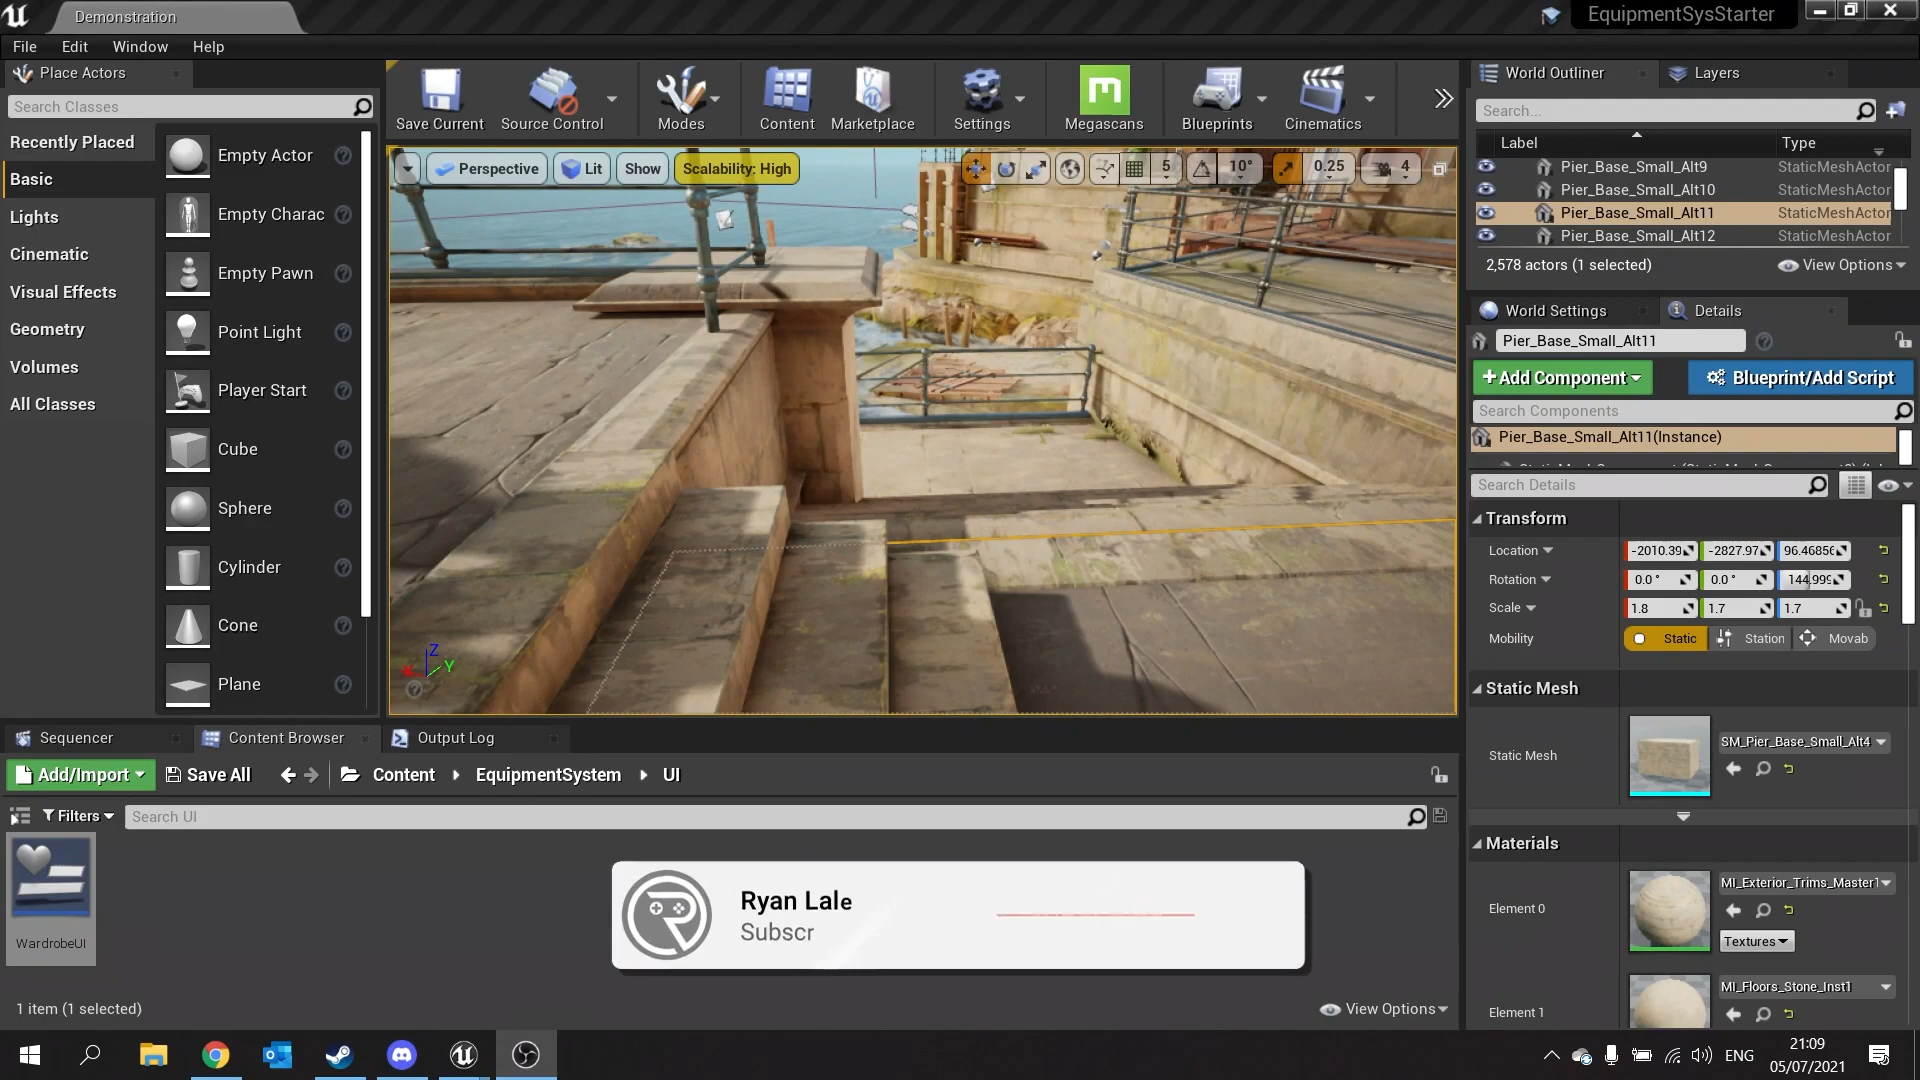 Demonstration
EquipmentSysStarter
File Edit Window Help
Place Actors
Search Classes
Recently Placed
Basic
Lights
Cinematic
Visual Effects
Geometry
Volumes
All Classes
Empty Actor
Empty Charac
Empty Pawn
Point Light
Player Start
Cube
Sphere
Cylinder
Cone
Plane
Save Current Source Control Modes Content Marketplace Settings Megascans Blueprints Cinematics
Perspective Lit Show Scalability: High 5 10° 0.25 4
Z
Y
World Outliner Layers
Search...
Label Type
Pier_Base_Small_Alt9 StaticMeshActor
Pier_Base_Small_Alt10 StaticMeshActor
Pier_Base_Small_Alt11 StaticMeshActor
Pier_Base_Small_Alt12 StaticMeshActor
2,578 actors (1 selected) View Options
World Settings Details
Pier_Base_Small_Alt11
+Add Component Blueprint/Add Script
Search Components
Pier_Base_Small_Alt11(Instance)
Search Details
Transform
Location -2010.39 -2827.97 96.46856
Rotation 0.0 ° 0.0 ° 144.999
Scale 1.8 1.7 1.7
Mobility Static Station Movab
Static Mesh
Static Mesh SM_Pier_Base_Small_Alt4
Materials
Element 0 MI_Exterior_Trims_Master1
Textures
Element 1 MI_Floors_Stone_Inst1
Sequencer Content Browser Output Log
Add/Import Save All Content EquipmentSystem UI
Filters Search UI
WardrobeUI
Ryan Lale
Subscr
1 item (1 selected) View Options
ENG 21:09
05/07/2021